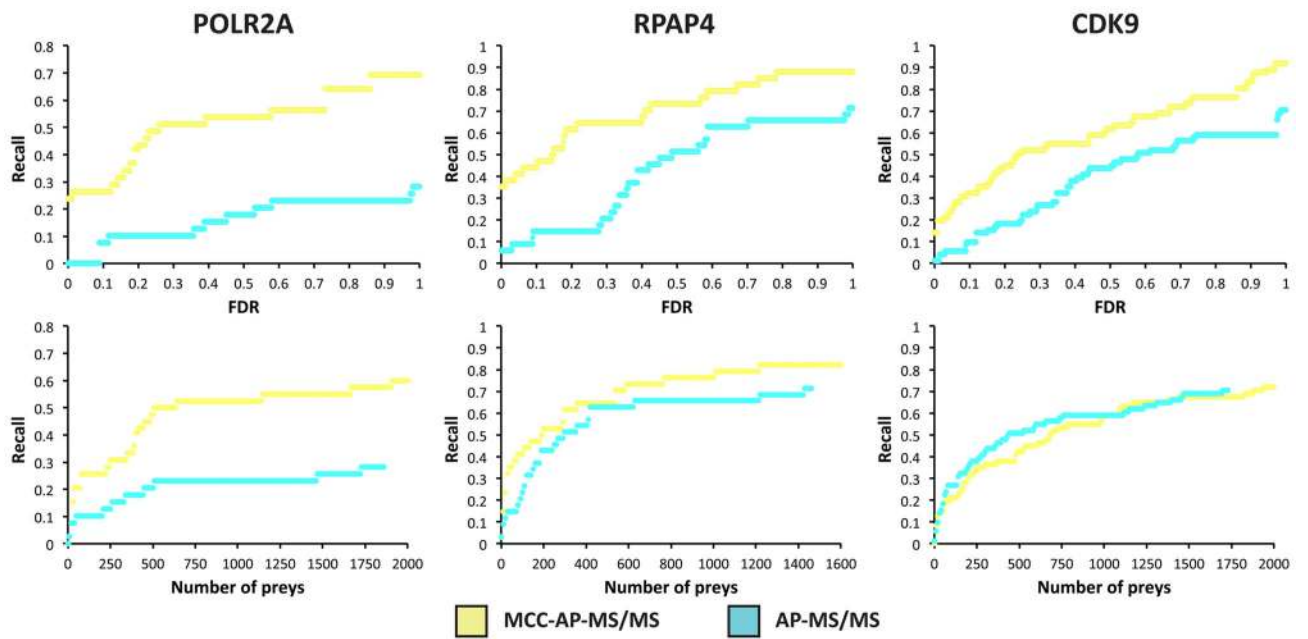 POLR2A RPAP4 CDK9
0.8 1 1
0.7 0.9 0.9
0.6 0.8 0.8
0.5 0.7 0.7
0.4 0.6 0.6
0.3 0.5 0.5
0.2 0.4 0.4
0.1 0.3 0.3
0 0.2 0.2
0.1 0.1
0 0
Recall Recall Recall
0 0.1 0.2 0.3 0.4 0.5 0.6 0.7 0.8 0.9 1
0 0.1 0.2 0.3 0.4 0.5 0.6 0.7 0.8 0.9 1
0 0.1 0.2 0.3 0.4 0.5 0.6 0.7 0.8 0.9 1
FDR FDR FDR
0.8 1 1
0.7 0.9 0.9
0.6 0.8 0.8
0.5 0.7 0.7
0.4 0.6 0.6
0.3 0.5 0.5
0.2 0.4 0.4
0.1 0.3 0.3
0 0.2 0.2
0.1 0.1
0 0
Recall Recall Recall
0 250 500 750 1000 1250 1500 1750 2000
0 200 400 600 800 1000 1200 1400 1600
0 250 500 750 1000 1250 1500 1750 2000
Number of preys Number of preys Number of preys
MCC-AP-MS/MS AP-MS/MS